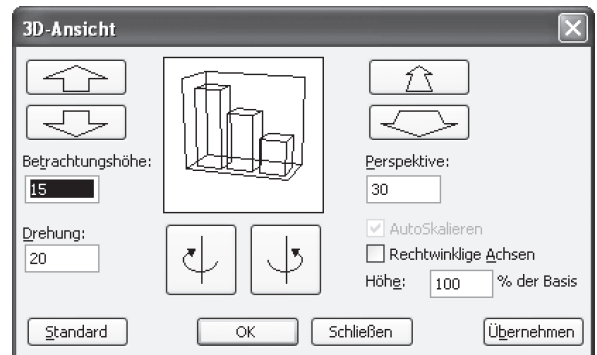 3D-Ansicht
Betrachtungshöhe:
15
Perspektive:
30
Drehung:
20
AutoSkalieren
Rechtwinklige Achsen
Höhe: 100 % der Basis
Standard
OK
Schließen
Übernehmen